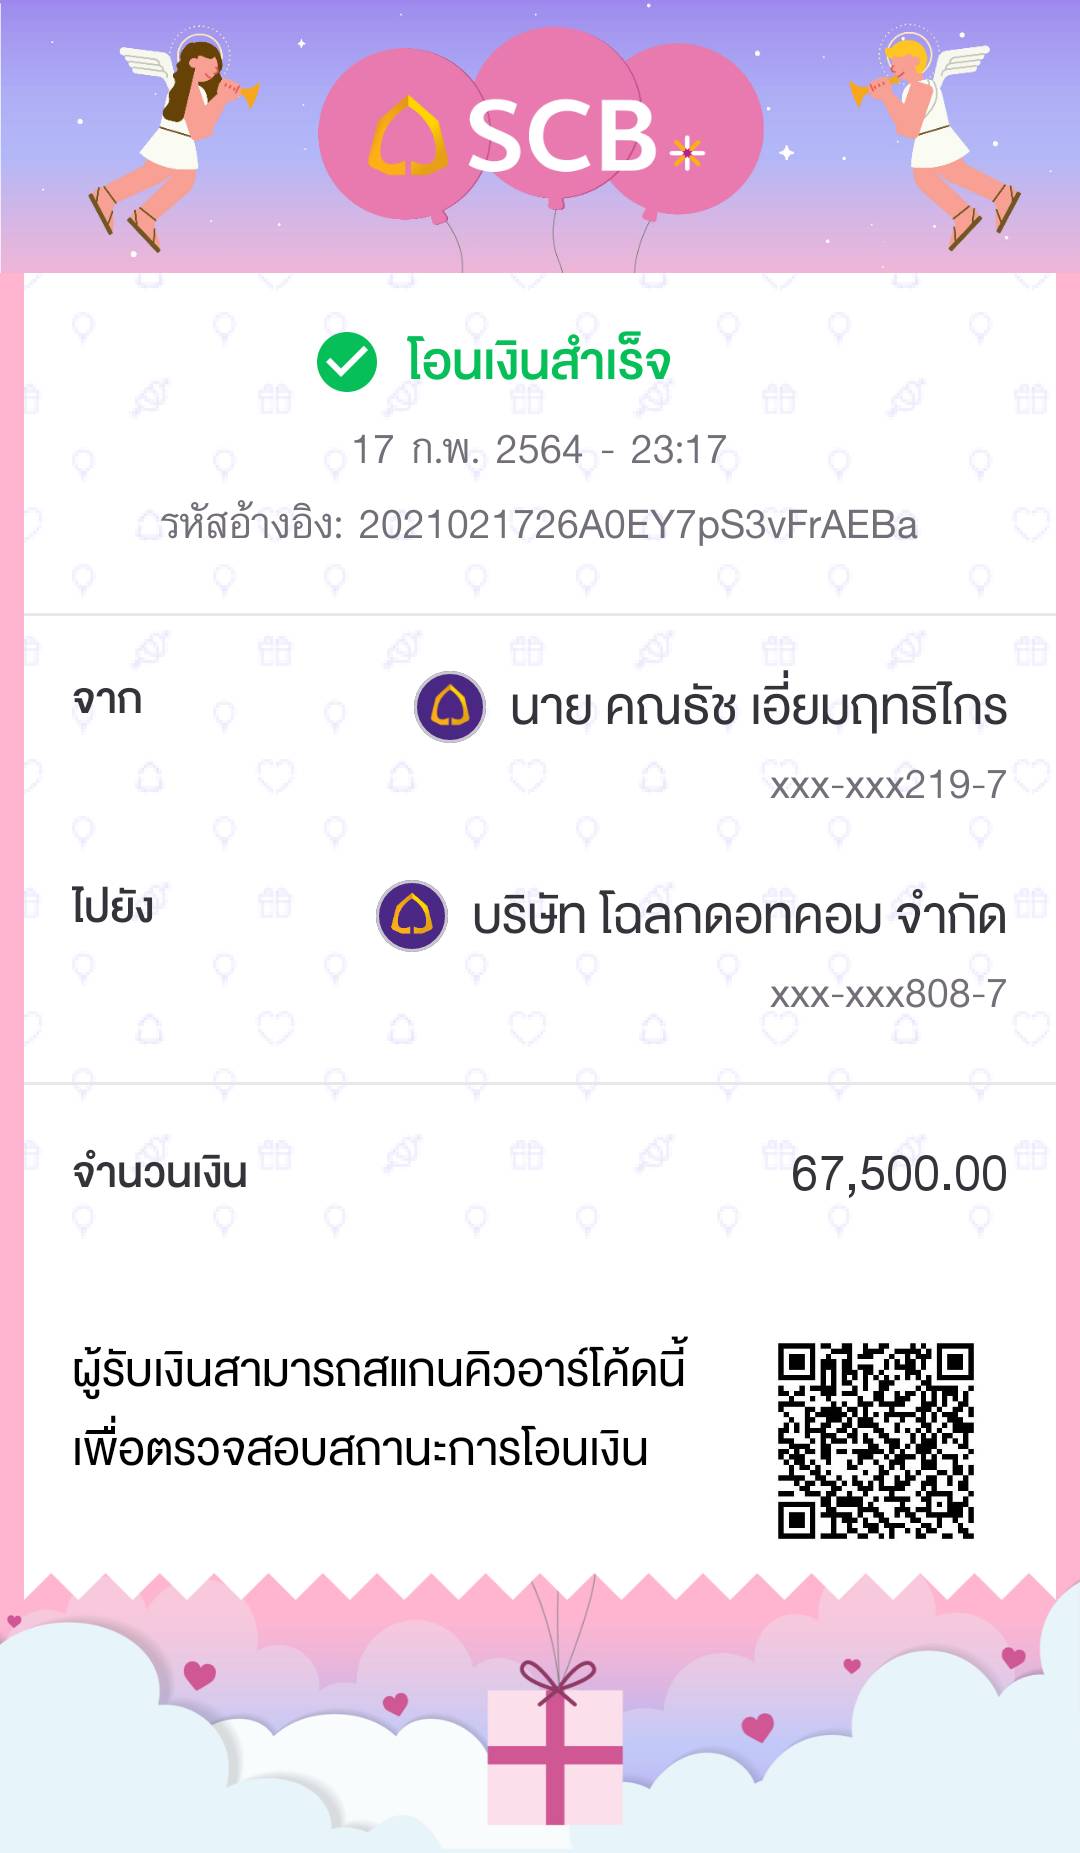 SCB
โอนเงินสำเร็จ
17 ก.พ. 2564 - 23:17
รหัสอ้างอิง: 2021021726A0EY7pS3vFrAEBa
จาก
นาย คณธัช เอี่ยมฤทธิไกร
xxx-xxx219-7
ไปยัง
บริษัท โฉลกดอทคอม จำกัด
xxx-xxx808-7
จำนวนเงิน
67,500.00
ผู้รับเงินสามารถสแกนคิวอาร์โค้ดนี้
เพื่อตรวจสอบสถานะการโอนเงิน